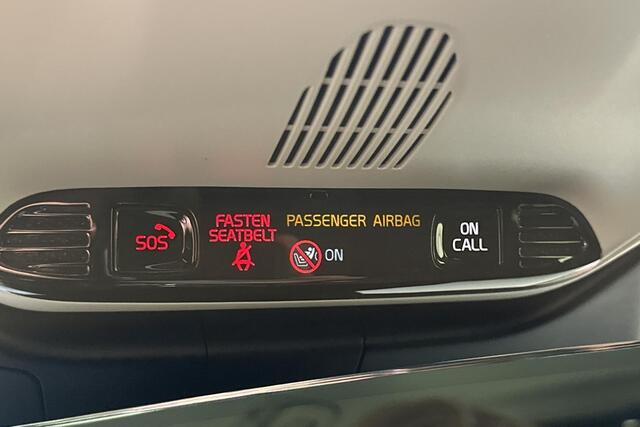 SOS
FASTEN
SEATBELT
PASSENGER AIRBAG
ON
ON
CALL